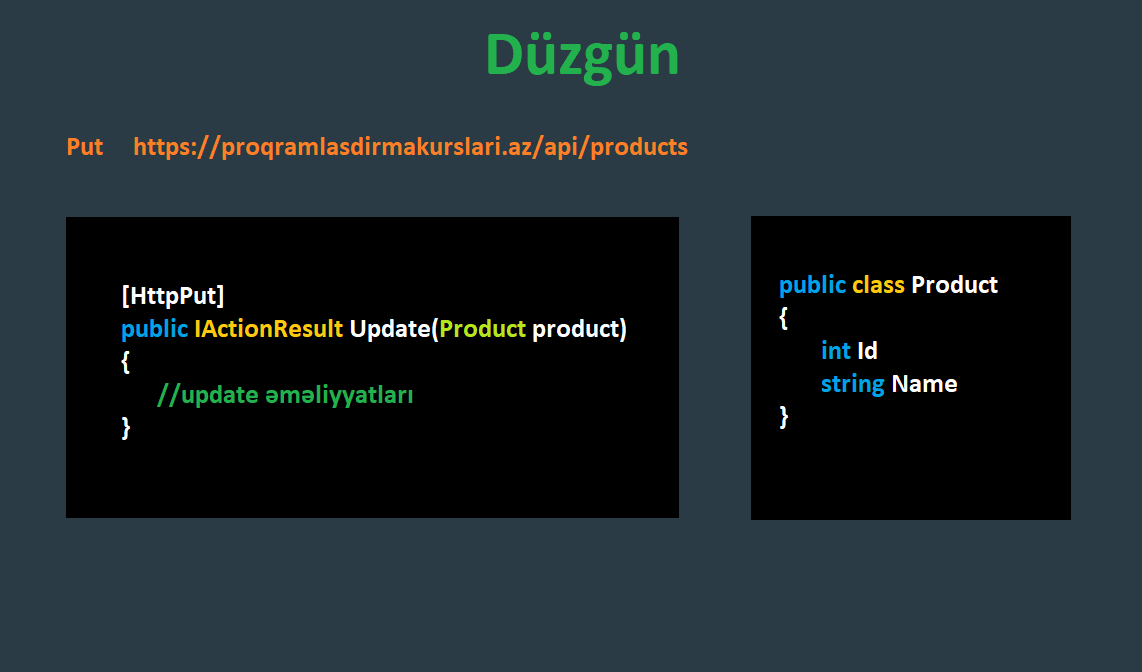 Düzgün
Put https://proqramlasdirmakurslari.az/api/products
[HttpPut]
public IActionResult Update(Product product)
{
//update əməliyyatları
}
public class Product
{
int Id
string Name
}